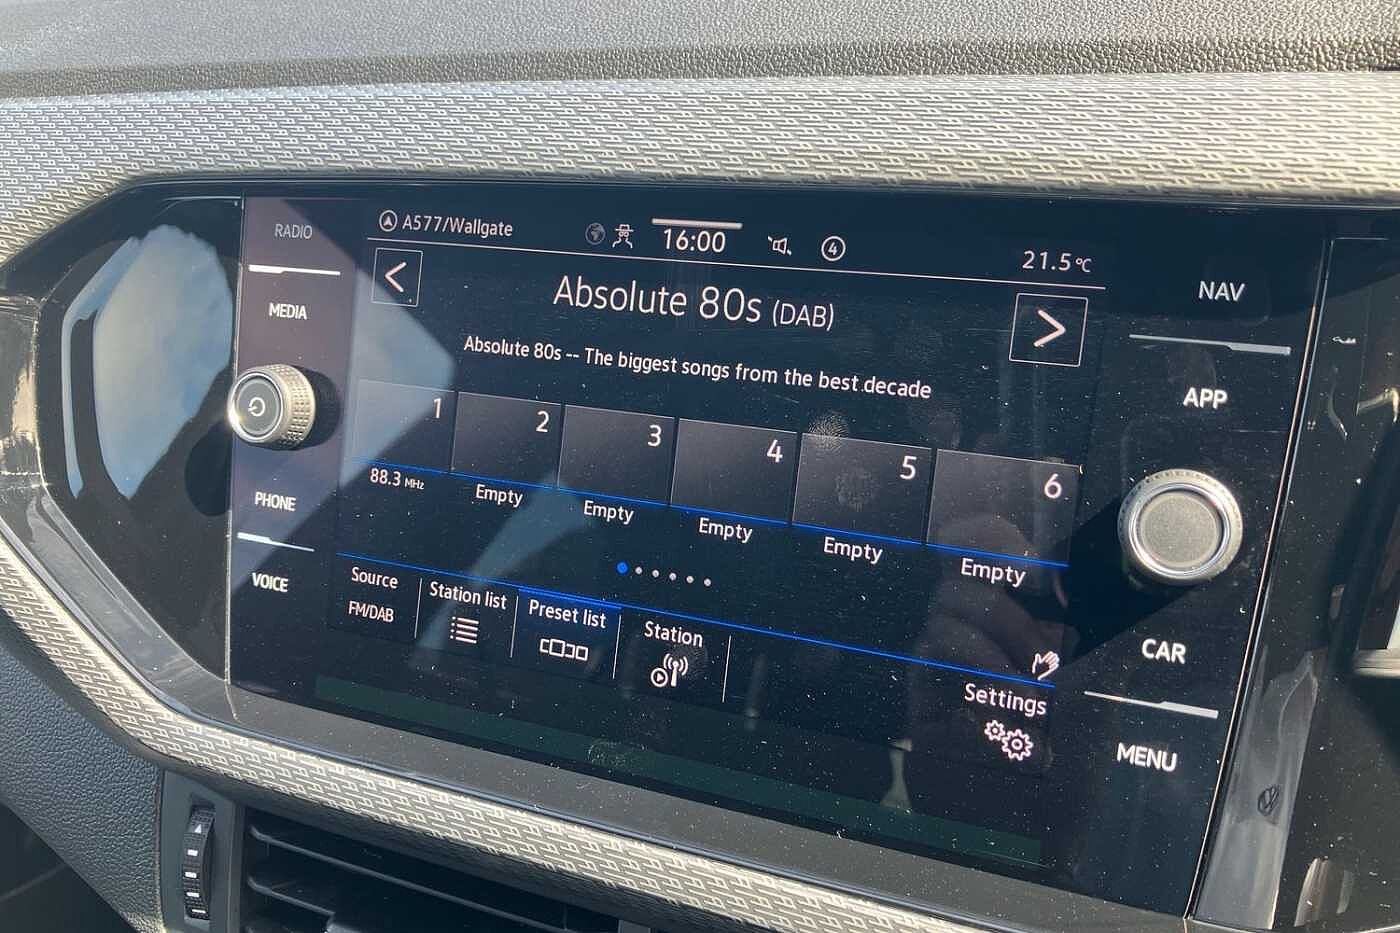 RADIO
MEDIA
PHONE
VOICE
A577/Wallgate
16:00
4
21.5°C
Absolute 80s (DAB)
Absolute 80s -- The biggest songs from the best decade
1
2
3
4
5
6
88.3 MHz
Empty
Empty
Empty
Empty
Empty
Source
FM/DAB
Station list
Preset list
Station
Settings
NAV
APP
CAR
MENU